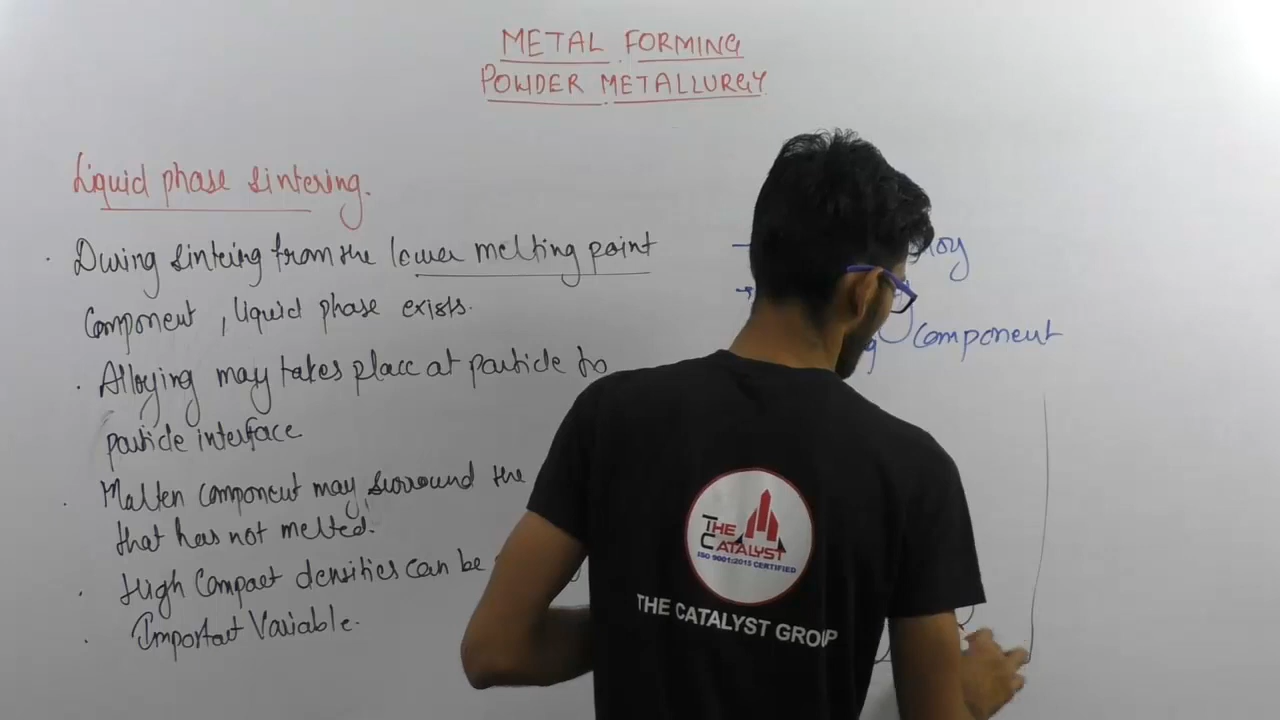 METAL FORMING
POWDER METALLURGY
Liquid phase sintering.
During sintering from the lower melting point
Component, liquid phase exists.
Alloying may takes place at particle to
particle interface
Molten component may surround the
that has not melted.
High Compact densities can be
Important Variable.
component
THE CATALYST
ISO 9001:2015 CERTIFIED
THE CATALYST GROUP